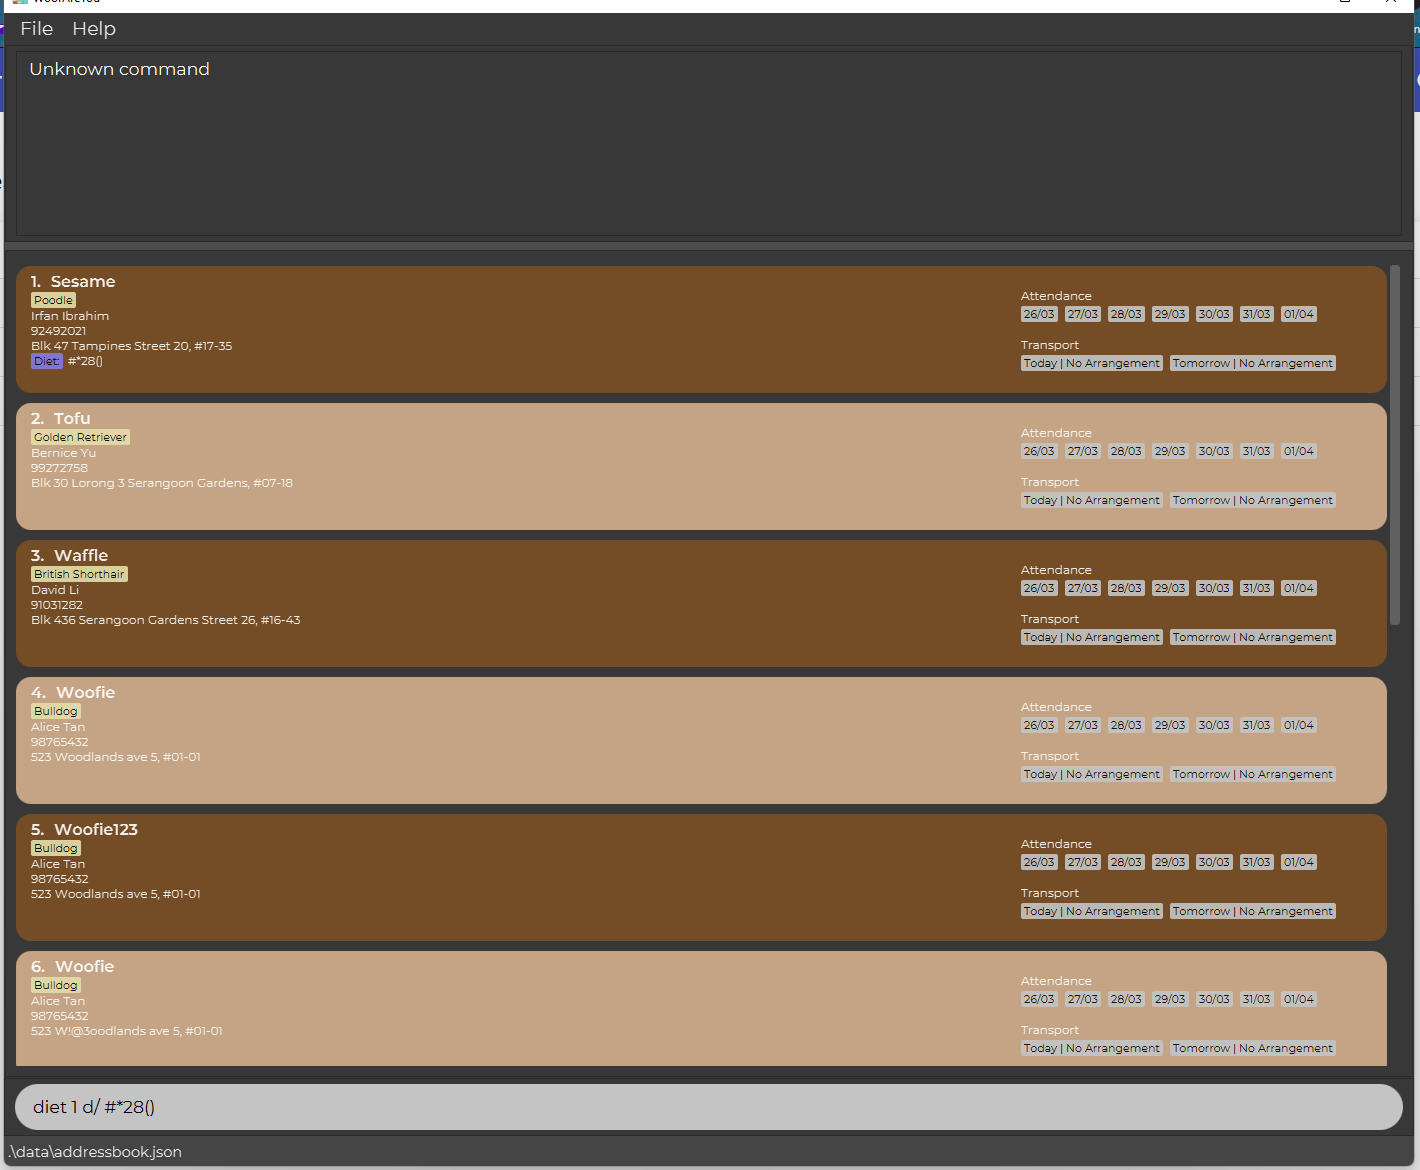 WoofAreYou
File Help
Unknown command
1. Sesame
Poodle
Irfan Ibrahim
92492021
Blk 47 Tampines Street 20, #17-35
Diet: #*28()
Attendance
26/03 27/03 28/03 29/03 30/03 31/03 01/04
Transport
Today | No Arrangement Tomorrow | No Arrangement
2. Tofu
Golden Retriever
Bernice Yu
99272758
Blk 30 Lorong 3 Serangoon Gardens, #07-18
Attendance
26/03 27/03 28/03 29/03 30/03 31/03 01/04
Transport
Today | No Arrangement Tomorrow | No Arrangement
3. Waffle
British Shorthair
David Li
91031282
Blk 436 Serangoon Gardens Street 26, #16-43
Attendance
26/03 27/03 28/03 29/03 30/03 31/03 01/04
Transport
Today | No Arrangement Tomorrow | No Arrangement
4. Woofie
Bulldog
Alice Tan
98765432
523 Woodlands ave 5, #01-01
Attendance
26/03 27/03 28/03 29/03 30/03 31/03 01/04
Transport
Today | No Arrangement Tomorrow | No Arrangement
5. Woofie123
Bulldog
Alice Tan
98765432
523 Woodlands ave 5, #01-01
Attendance
26/03 27/03 28/03 29/03 30/03 31/03 01/04
Transport
Today | No Arrangement Tomorrow | No Arrangement
6. Woofie
Bulldog
Alice Tan
98765432
523 W!@3oodlands ave 5, #01-01
Attendance
26/03 27/03 28/03 29/03 30/03 31/03 01/04
Transport
Today | No Arrangement Tomorrow | No Arrangement
diet 1 d/ #*28()
.\data\addressbook.json